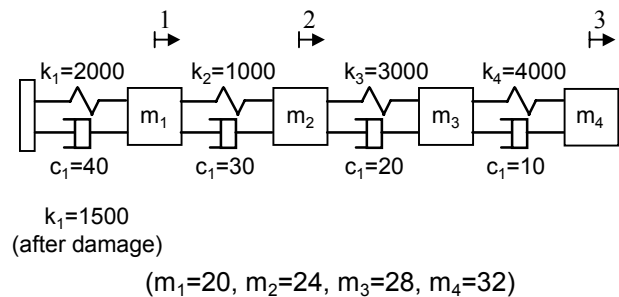 1 2 3
k₁=2000 k₂=1000 k₃=3000 k₄=4000
m₁ m₂ m₃ m₄
c₁=40 c₁=30 c₁=20 c₁=10
k₁=1500
(after damage)
(m₁=20, m₂=24, m₃=28, m₄=32)